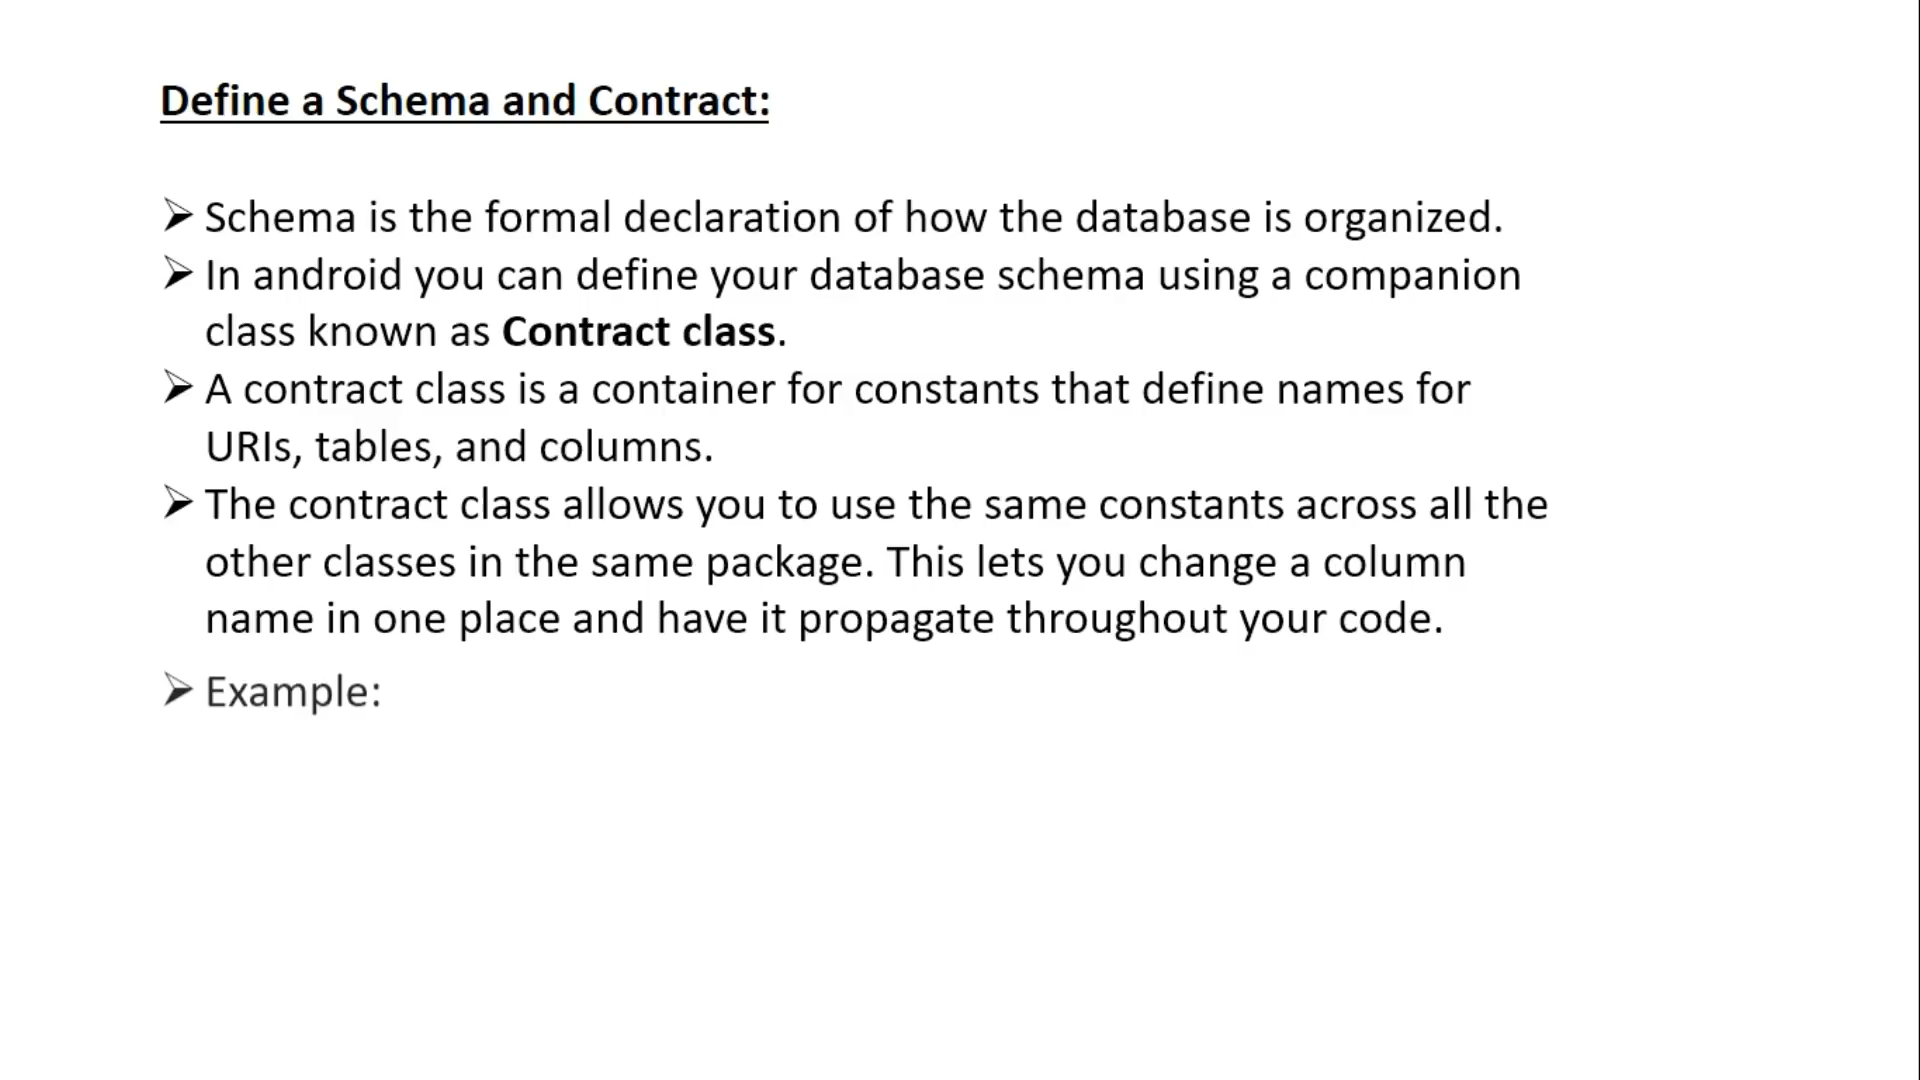 Define a Schema and Contract:
➢ Schema is the formal declaration of how the database is organized.
➢ In android you can define your database schema using a companion
class known as Contract class.
➢ A contract class is a container for constants that define names for
URIs, tables, and columns.
➢ The contract class allows you to use the same constants across all the
other classes in the same package. This lets you change a column
name in one place and have it propagate throughout your code.
➢ Example: